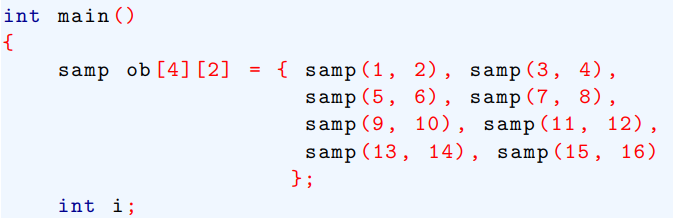 int main()
{
samp ob[4][2] = { samp(1, 2), samp(3, 4),
samp(5, 6), samp(7, 8),
samp(9, 10), samp(11, 12),
samp(13, 14), samp(15, 16)
};
int i;